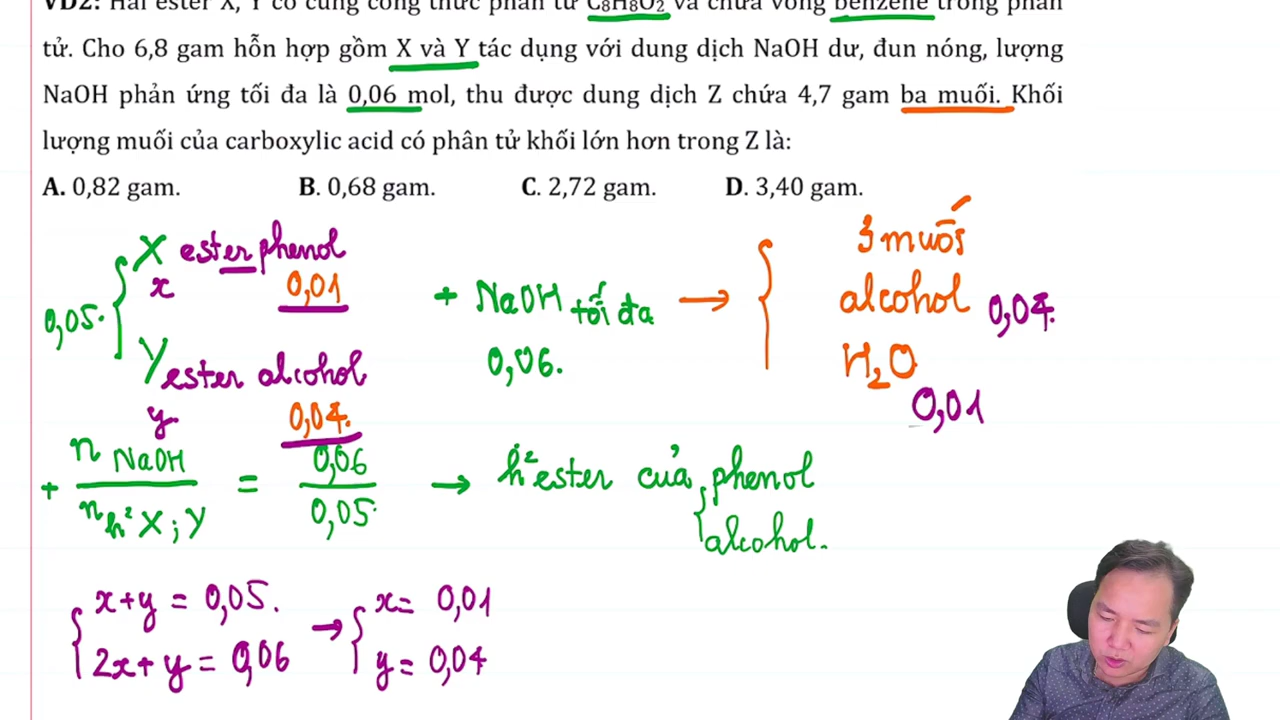 VD2: Hai ester X, Y có cùng công thức phân tử C₈H₈O₂ và chứa vòng benzene trong phân
tử. Cho 6,8 gam hỗn hợp gồm X và Y tác dụng với dung dịch NaOH dư, đun nóng, lượng
NaOH phản ứng tối đa là 0,06 mol, thu được dung dịch Z chứa 4,7 gam ba muối. Khối
lượng muối của carboxylic acid có phân tử khối lớn hơn trong Z là:
A. 0,82 gam. B. 0,68 gam. C. 2,72 gam. D. 3,40 gam.
X ester phenol
x 0,01
0,05.
Y ester alcohol
y 0,04.
+ NaOH tối đa
0,06.
→
3 muối
alcohol 0,04.
H₂O
0,01
+ n NaOH / n h² X; Y = 0,06 / 0,05 → h² ester của phenol
alcohol.
x + y = 0,05. → x = 0,01
2x + y = 0,06 y = 0,04